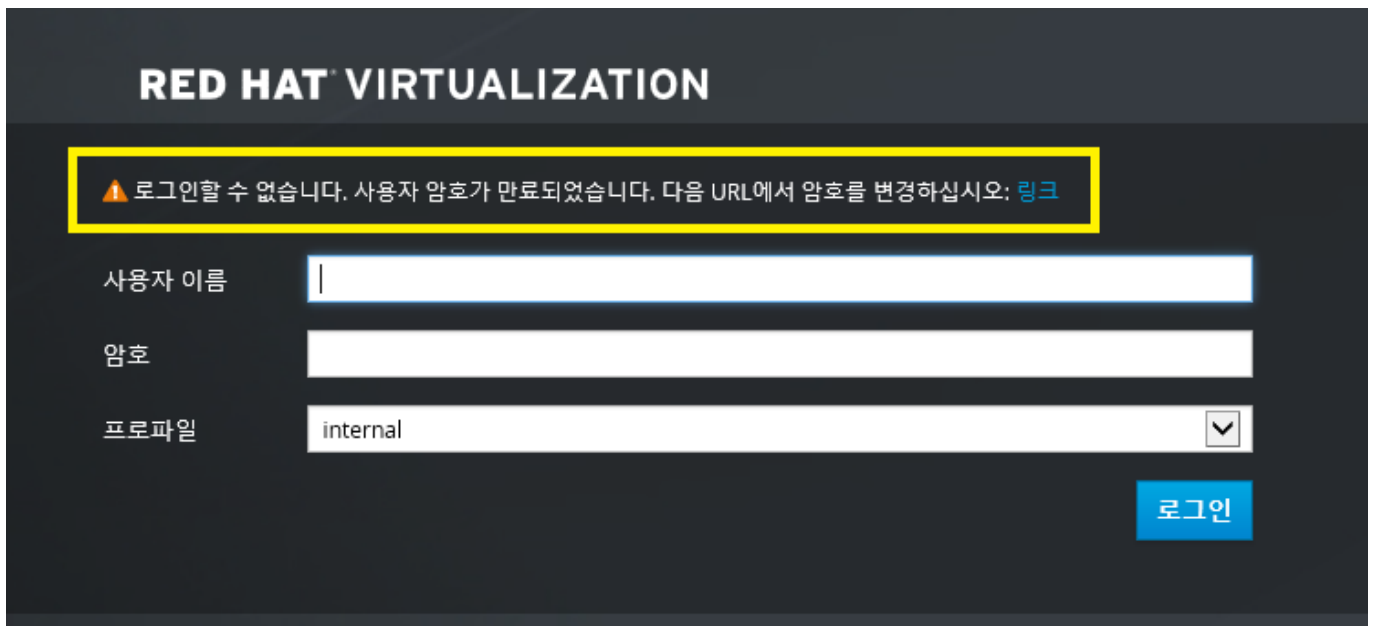 RED HAT® VIRTUALIZATION
로그인할 수 없습니다. 사용자 암호가 만료되었습니다. 다음 URL에서 암호를 변경하십시오: 링크
사용자 이름
암호
프로파일 internal
로그인